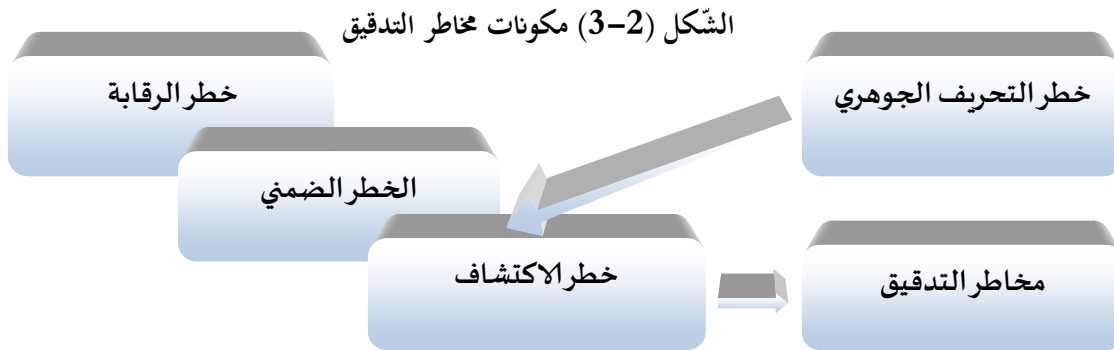 الشّكل (2-3) مكونات مخاطر التدقيق
خطر التحريف الجوهري
خطر الرقابة
الخطر الضمني
خطر الاكتشاف
مخاطر التدقيق